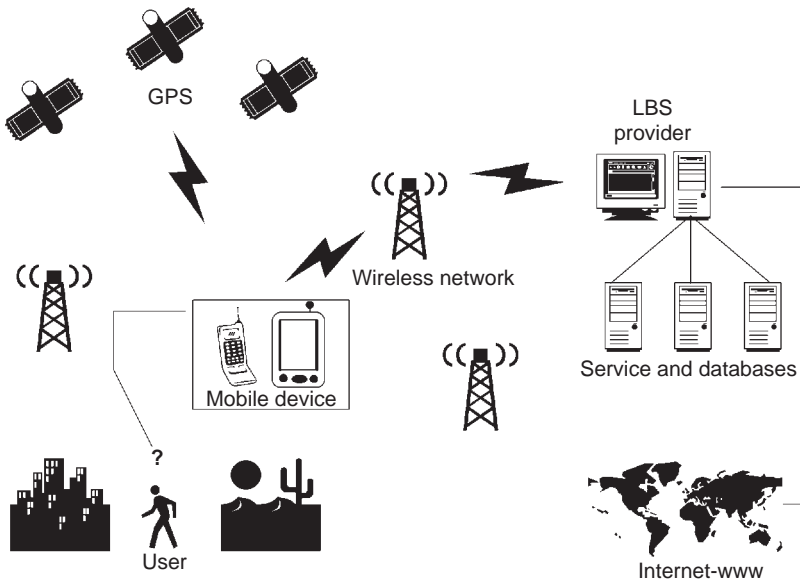 GPS
LBS
provider
Wireless network
Mobile device
Service and databases
?
User
Internet-www